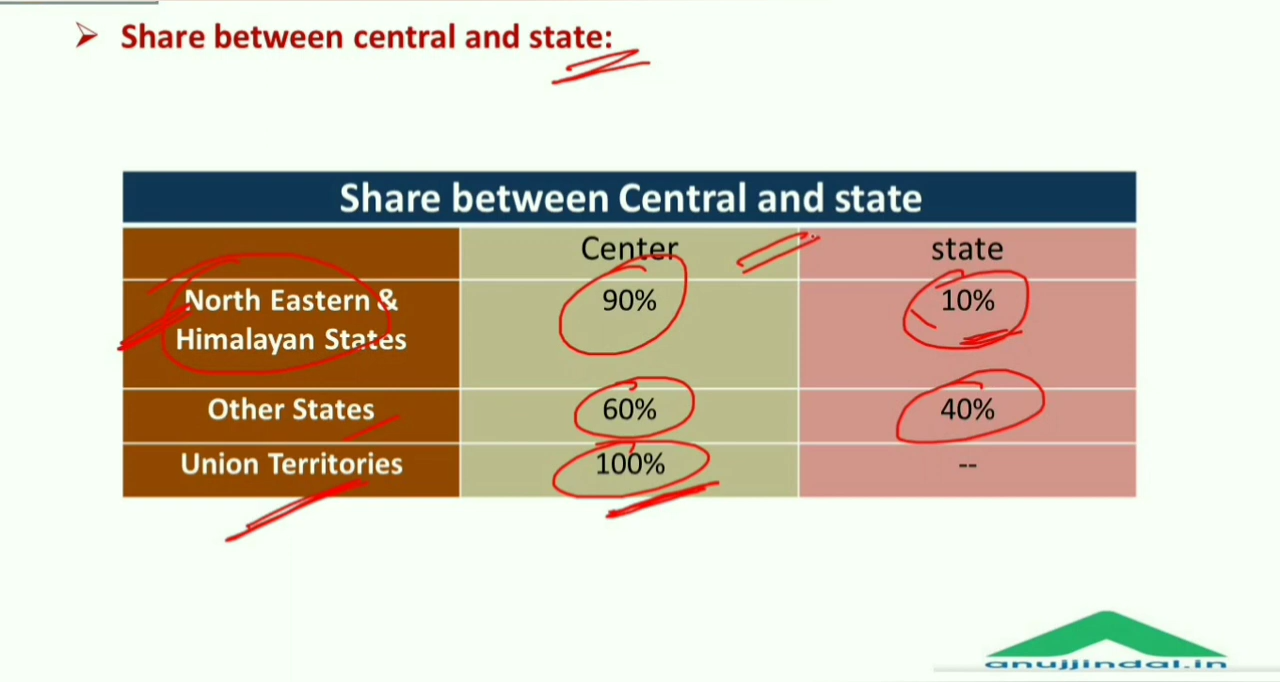 Share between central and state:
Share between Central and state
Center state
North Eastern & 90% 10%
Himalayan States
Other States 60% 40%
Union Territories 100% --
anujjindal.in